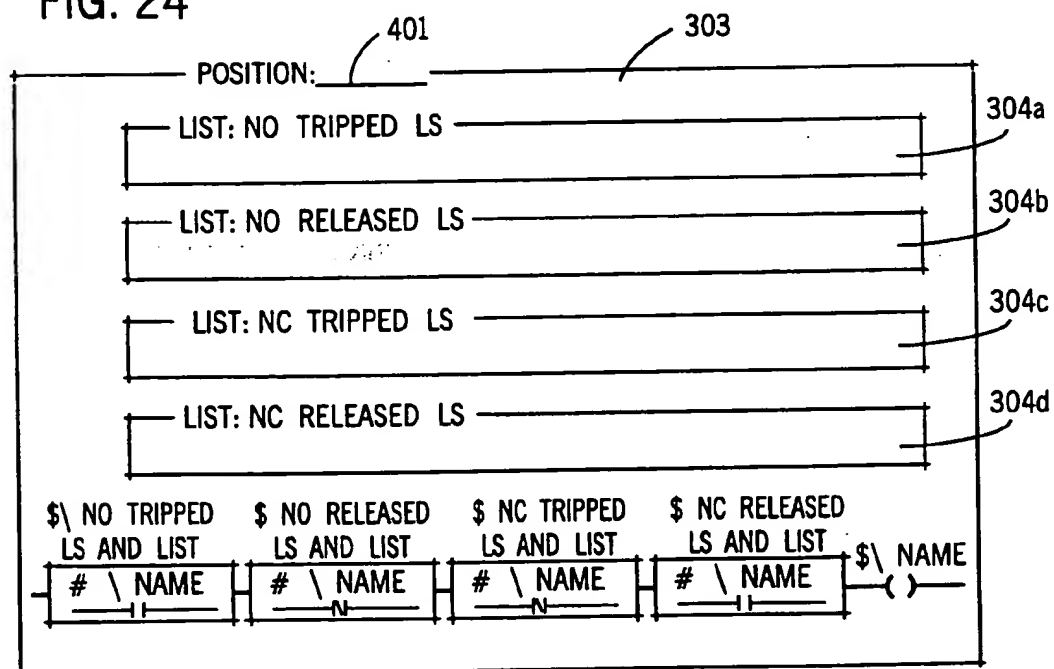 FIG. 24
401
303
POSITION:
LIST: NO TRIPPED LS
304a
LIST: NO RELEASED LS
304b
LIST: NC TRIPPED LS
304c
LIST: NC RELEASED LS
304d
$\ NO TRIPPED LS AND LIST
$ NO RELEASED LS AND LIST
$ NC TRIPPED LS AND LIST
$ NC RELEASED LS AND LIST
$\ NAME
# \ NAME
# \ NAME
N
# \ NAME
N
# \ NAME